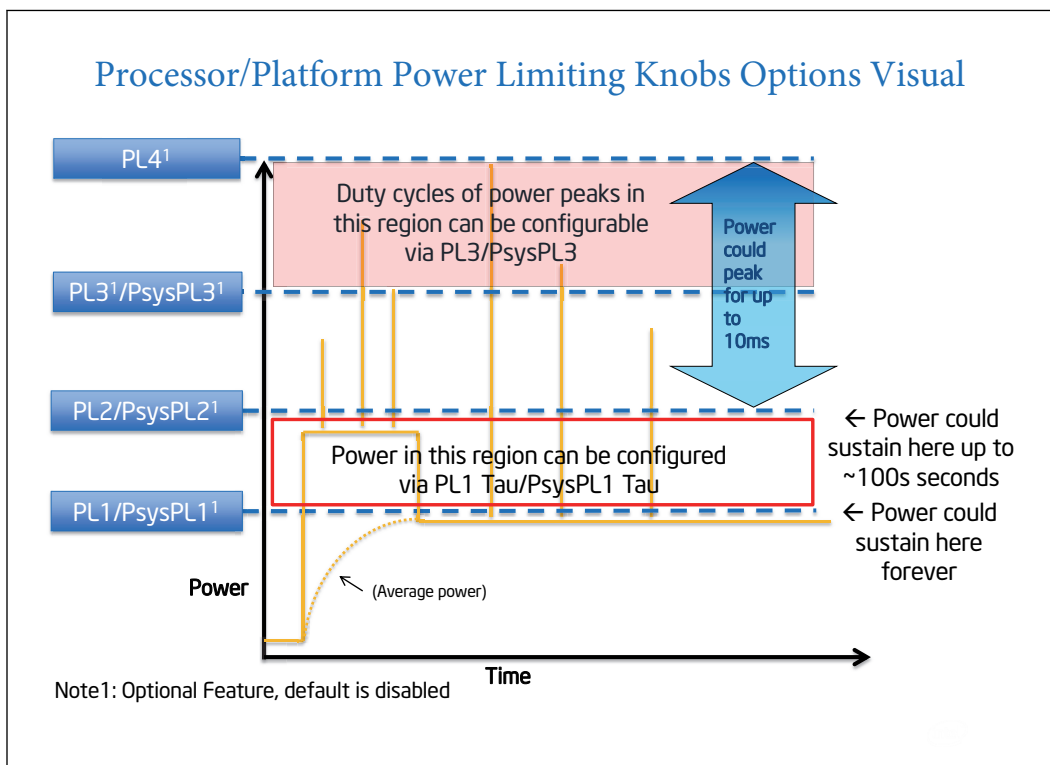 Processor/Platform Power Limiting Knobs Options Visual
PL4¹
Duty cycles of power peaks in
this region can be configurable
via PL3/PsysPL3
Power
could
peak
for up
to
10ms
PL3¹/PsysPL3¹
PL2/PsysPL2¹
← Power could
sustain here up to
~100s seconds
Power in this region can be configured
via PL1 Tau/PsysPL1 Tau
PL1/PsysPL1¹
← Power could
sustain here
forever
Power
(Average power)
Time
Note1: Optional Feature, default is disabled